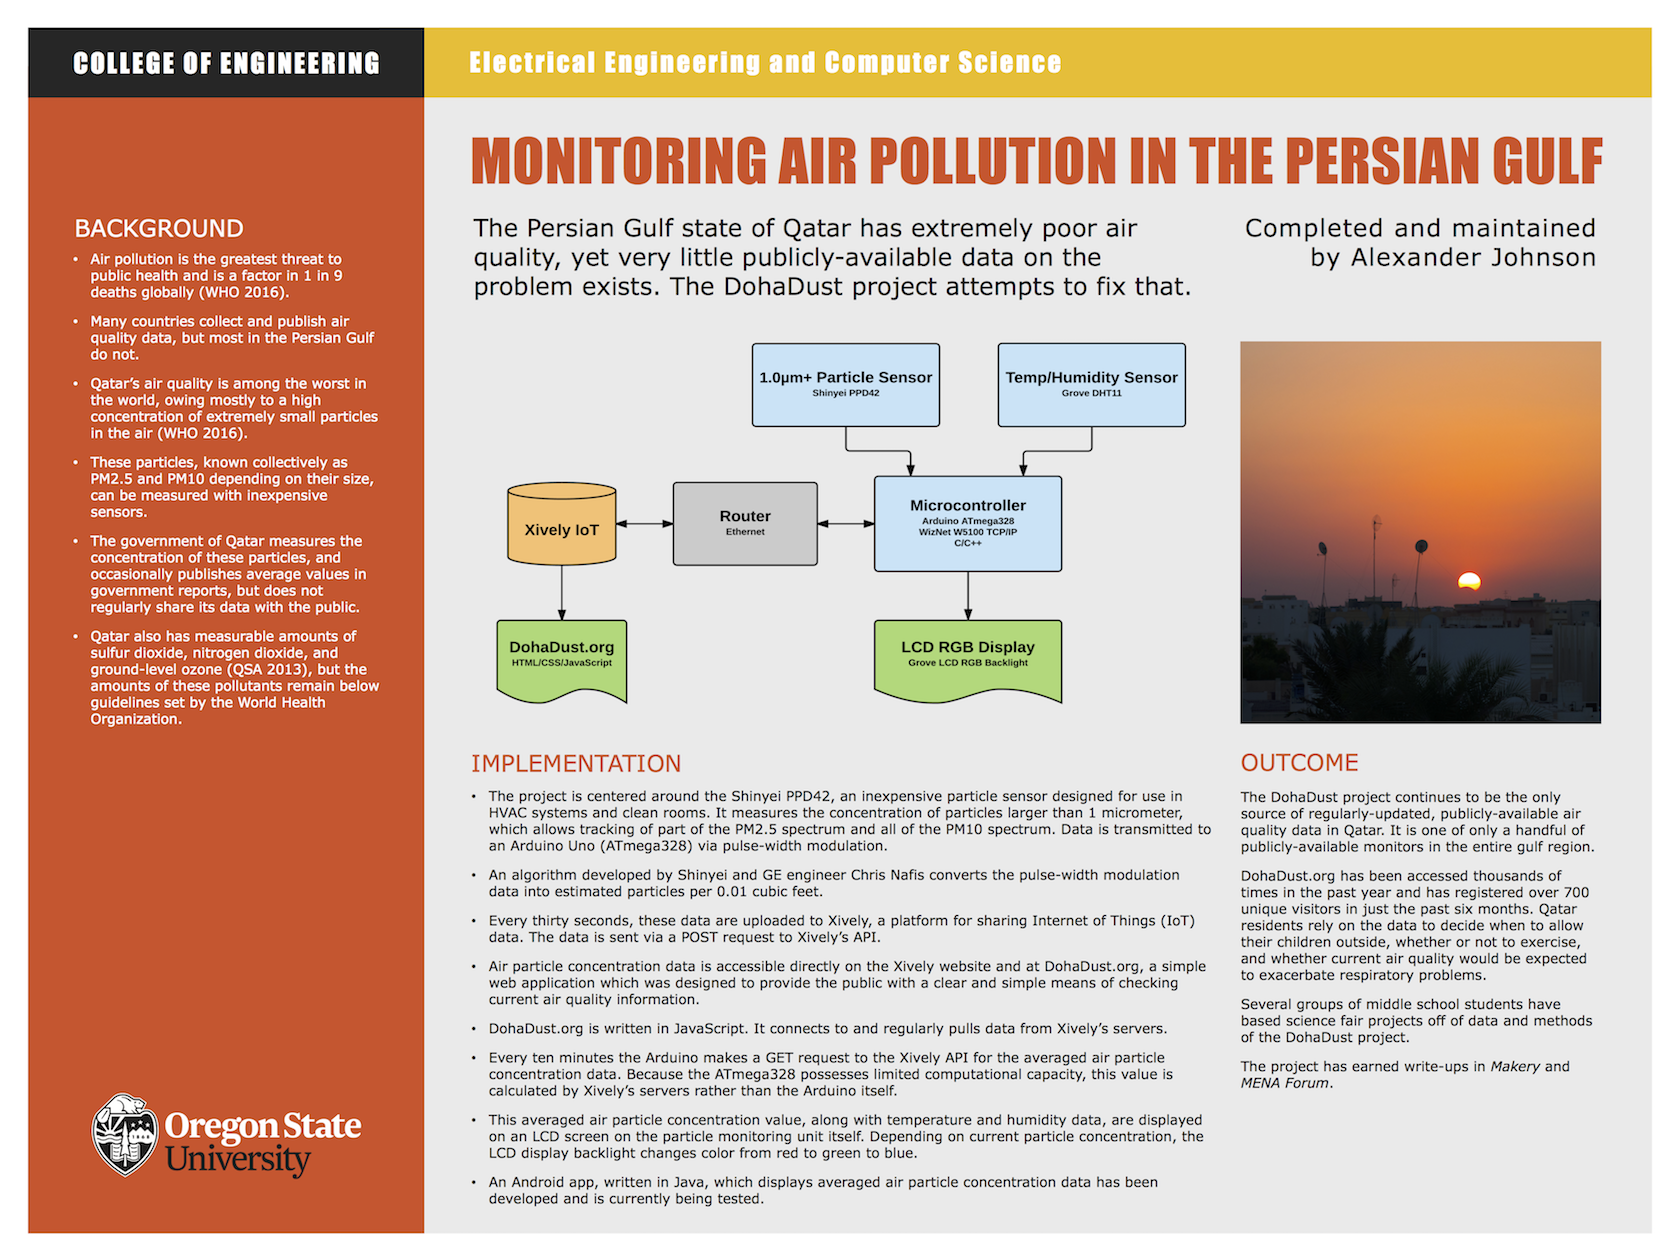 COLLEGE OF ENGINEERING
Electrical Engineering and Computer Science
MONITORING AIR POLLUTION IN THE PERSIAN GULF
The Persian Gulf state of Qatar has extremely poor air
quality, yet very little publicly-available data on the
problem exists. The DohaDust project attempts to fix that.
Completed and maintained
by Alexander Johnson
BACKGROUND
• Air pollution is the greatest threat to
public health and is a factor in 1 in 9
deaths globally (WHO 2016).
• Many countries collect and publish air
quality data, but most in the Persian Gulf
do not.
• Qatar’s air quality is among the worst in
the world, owing mostly to a high
concentration of extremely small particles
in the air (WHO 2016).
• These particles, known collectively as
PM2.5 and PM10 depending on their size,
can be measured with inexpensive
sensors.
• The government of Qatar measures the
concentration of these particles, and
occasionally publishes average values in
government reports, but does not
regularly share its data with the public.
• Qatar also has measurable amounts of
sulfur dioxide, nitrogen dioxide, and
ground-level ozone (QSA 2013), but the
amounts of these pollutants remain below
guidelines set by the World Health
Organization.
Oregon State
University
1.0µm+ Particle Sensor
Shinyei PPD42
Temp/Humidity Sensor
Grove DHT11
Xively IoT
Router
Ethernet
Microcontroller
Arduino ATmega328
WizNet W5100 TCP/IP
C/C++
DohaDust.org
HTML/CSS/JavaScript
LCD RGB Display
Grove LCD RGB Backlight
IMPLEMENTATION
• The project is centered around the Shinyei PPD42, an inexpensive particle sensor designed for use in
HVAC systems and clean rooms. It measures the concentration of particles larger than 1 micrometer,
which allows tracking of part of the PM2.5 spectrum and all of the PM10 spectrum. Data is transmitted to
an Arduino Uno (ATmega328) via pulse-width modulation.
• An algorithm developed by Shinyei and GE engineer Chris Nafis converts the pulse-width modulation
data into estimated particles per 0.01 cubic feet.
• Every thirty seconds, these data are uploaded to Xively, a platform for sharing Internet of Things (IoT)
data. The data is sent via a POST request to Xively’s API.
• Air particle concentration data is accessible directly on the Xively website and at DohaDust.org, a simple
web application which was designed to provide the public with a clear and simple means of checking
current air quality information.
• DohaDust.org is written in JavaScript. It connects to and regularly pulls data from Xively’s servers.
• Every ten minutes the Arduino makes a GET request to the Xively API for the averaged air particle
concentration data. Because the ATmega328 possesses limited computational capacity, this value is
calculated by Xively’s servers rather than the Arduino itself.
• This averaged air particle concentration value, along with temperature and humidity data, are displayed
on an LCD screen on the particle monitoring unit itself. Depending on current particle concentration, the
LCD display backlight changes color from red to green to blue.
• An Android app, written in Java, which displays averaged air particle concentration data has been
developed and is currently being tested.
OUTCOME
The DohaDust project continues to be the only
source of regularly-updated, publicly-available air
quality data in Qatar. It is one of only a handful of
publicly-available monitors in the entire gulf region.
DohaDust.org has been accessed thousands of
times in the past year and has registered over 700
unique visitors in just the past six months. Qatar
residents rely on the data to decide when to allow
their children outside, whether or not to exercise,
and whether current air quality would be expected
to exacerbate respiratory problems.
Several groups of middle school students have
based science fair projects off of data and methods
of the DohaDust project.
The project has earned write-ups in Makery and
MENA Forum.